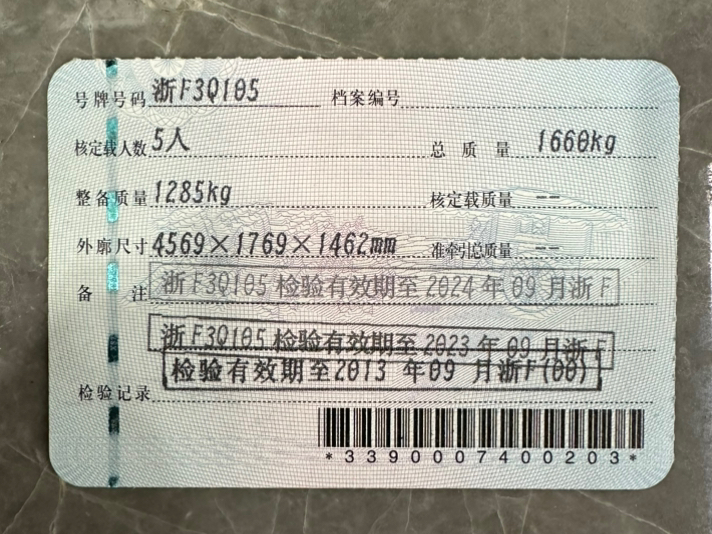 号牌号码 浙F3Q105 档案编号
核定载人数 5人 总质量 1660kg
整备质量 1285kg 核定载质量 --
外廓尺寸 4569×1769×1462mm 准牵引总质量 --
备注 浙F3Q105检验有效期至2024年09月浙F
浙F3Q105检验有效期至2023年09月浙F
检验有效期至2013 年09 月浙F(00)
检验记录
*3390007400203*